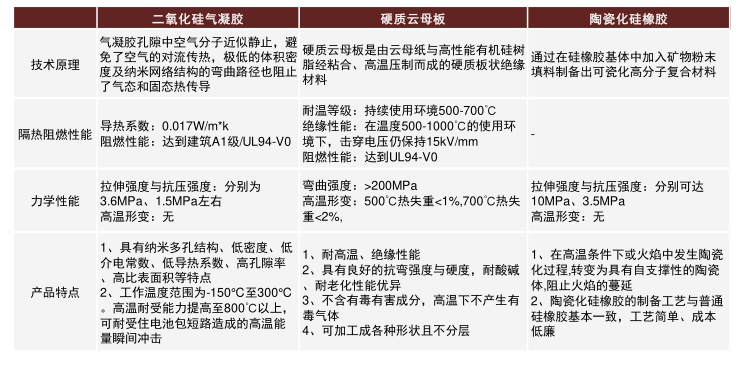 二氧化硅气凝胶
硬质云母板
陶瓷化硅橡胶
技术原理
气凝胶孔隙中空气分子近似静止，避
免了空气的对流传热，极低的体积密
度及纳米网络结构的弯曲路径也阻止
了气态和固态热传导
硬质云母板是由云母纸与高性能有机硅树
脂经粘合、高温压制而成的硬质板状绝缘
材料
通过在硅橡胶基体中加入矿物粉末
填料制备出可瓷化高分子复合材料
隔热阻燃性能
导热系数：0.017W/m*k
阻燃性能：达到建筑A1级/UL94-V0
耐温等级：持续使用环境500-700℃
绝缘性能：在温度500-1000℃的使用环
境下，击穿电压仍保持15kV/mm
阻燃性能：达到UL94-V0
-
力学性能
拉伸强度与抗压强度：分别为
3.6MPa、1.5MPa左右
高温形变：无
弯曲强度：>200MPa
高温形变：500℃热失重<1%,700℃热失
重<2%,
拉伸强度与抗压强度：分别可达
10MPa、3.5MPa
高温形变：无
产品特点
1、具有纳米多孔结构、低密度、低
介电常数、低导热系数、高孔隙率
、高比表面积等特点
2、工作温度范围为-150℃至300℃
。高温耐受能力提高至800℃以上，
可耐受住电池包短路造成的高温能
量瞬间冲击
1、耐高温、绝缘性能
2、具有良好的抗弯强度与硬度，耐酸碱
、耐老化性能优异
3、不含有毒有害成分，高温下不产生有
毒气体
4、可加工成各种形状且不分层
1、在高温条件下或火焰中发生陶瓷
化过程,转变为具有自支撑性的陶瓷
体,阻止火焰的蔓延
2、陶瓷化硅橡胶的制备工艺与普通
硅橡胶基本一致，工艺简单、成本
低廉